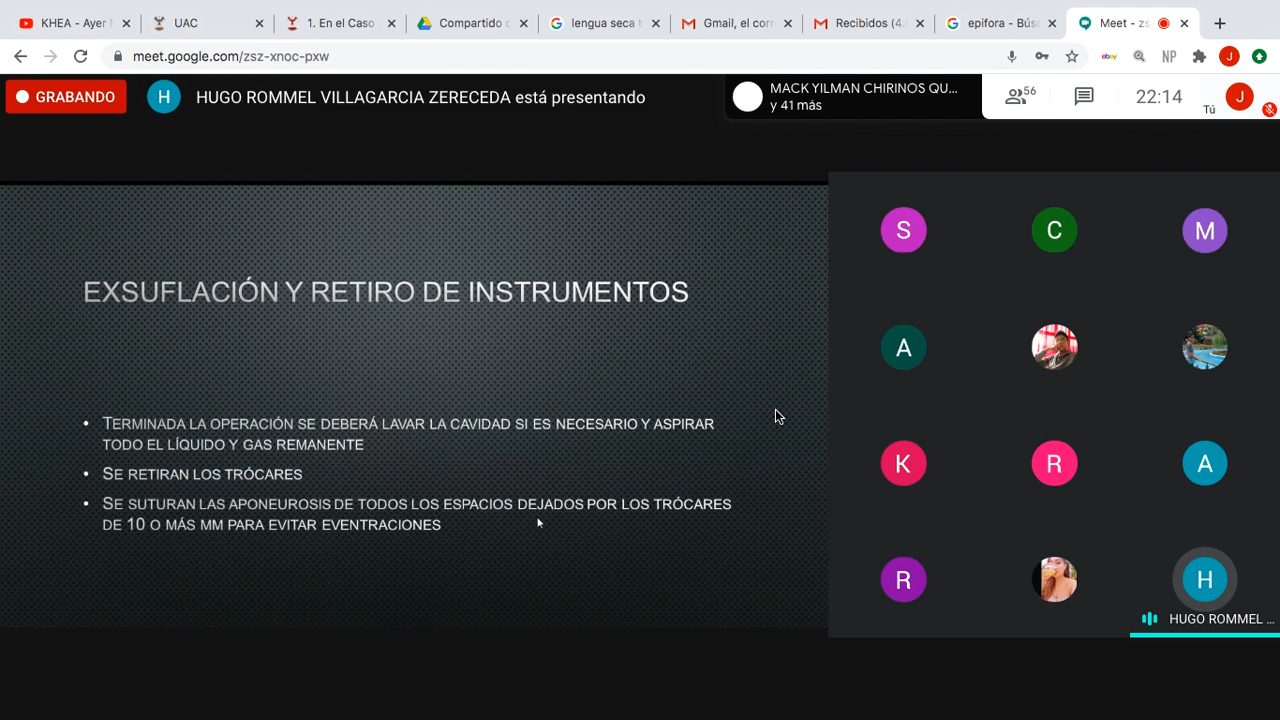 KHEA - Ayer M
UAC
1. En el Caso
Compartido c
lengua seca t
Gmail, el corr
Recibidos (4.
epifora - Bús
Meet - zs
meet.google.com/zsz-xnoc-pxw
ebay
NP
J
GRABANDO
H
HUGO ROMMEL VILLAGARCIA ZERECEDA está presentando
MACK YILMAN CHIRINOS QU...
y 41 más
56
22:14
Tú
J
S
C
M
EXSUFLACIÓN Y RETIRO DE INSTRUMENTOS
A
• TERMINADA LA OPERACIÓN SE DEBERÁ LAVAR LA CAVIDAD SI ES NECESARIO Y ASPIRAR
TODO EL LÍQUIDO Y GAS REMANENTE
• SE RETIRAN LOS TRÓCARES
• SE SUTURAN LAS APONEUROSIS DE TODOS LOS ESPACIOS DEJADOS POR LOS TRÓCARES
DE 10 O MÁS MM PARA EVITAR EVENTRACIONES
K
R
A
R
H
HUGO ROMMEL ...